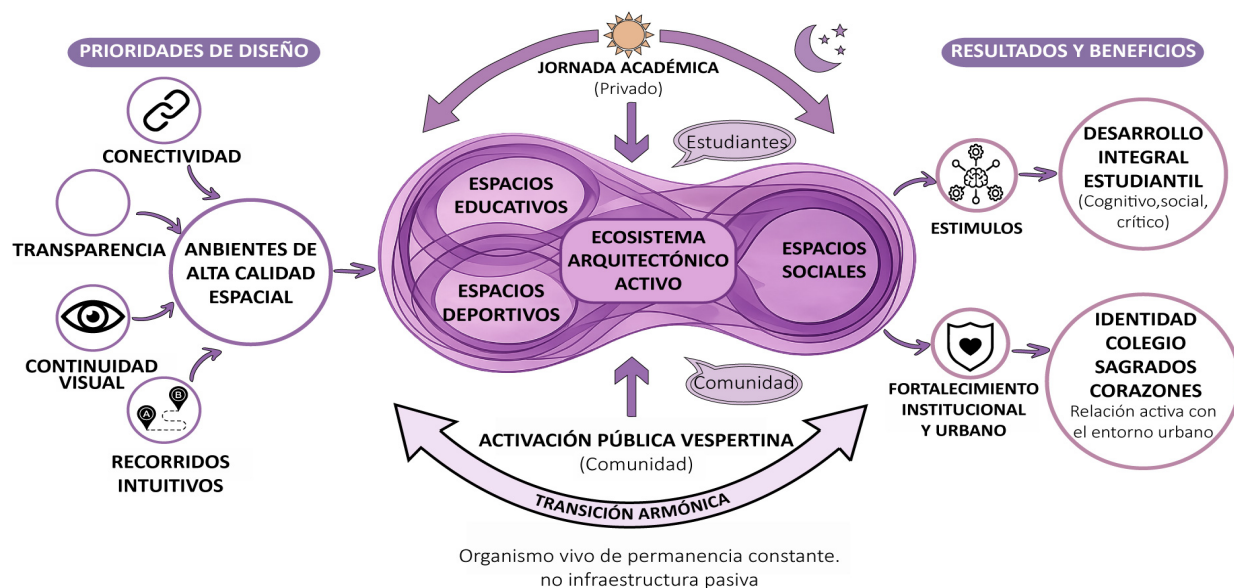 PRIORIDADES DE DISEÑO
CONECTIVIDAD
TRANSPARENCIA
CONTINUIDAD
VISUAL
A
B
RECORRIDOS
INTUITIVOS
ANBIENTES DE
ALTA CALIDAD
ESPACIAL
JORNADA ACADÉMICA
(Privado)
Estudiantes
ESPACIOS
EDUCATIVOS
ESPACIOS
DEPORTIVOS
ECOSISTEMA
ARQUITECTÓNICO
ACTIVO
ESPACIOS
SOCIALES
Comunidad
ACTIVACIÓN PÚBLICA VESPERTINA
(Comunidad)
TRANSICIÓN ARMÓNICA
Organismo vivo de permanencia constante.
no infraestructura pasiva
RESULTADOS Y BENEFICIOS
ESTIMULOS
DESARROLLO
INTEGRAL
ESTUDIANTIL
(Cognitivo,social,
crítico)
FORTALECIMIENTO
INSTITUCIONAL
Y URBANO
IDENTIDAD
COLEGIO
SAGRADOS
CORAZONES
Relación activa con
el entorno urbano